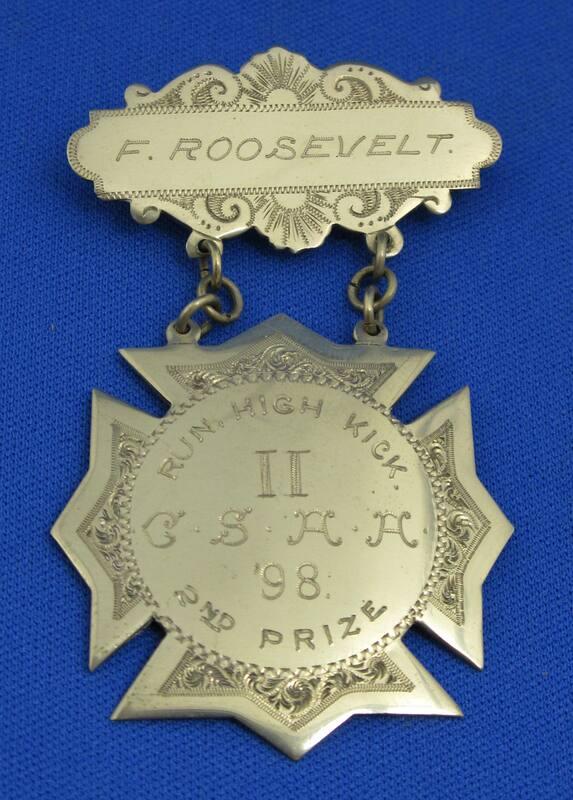 F. ROOSEVELT.
RUN. HIGH KICK.
II
G · S · A · A ·
'98.
2ND PRIZE